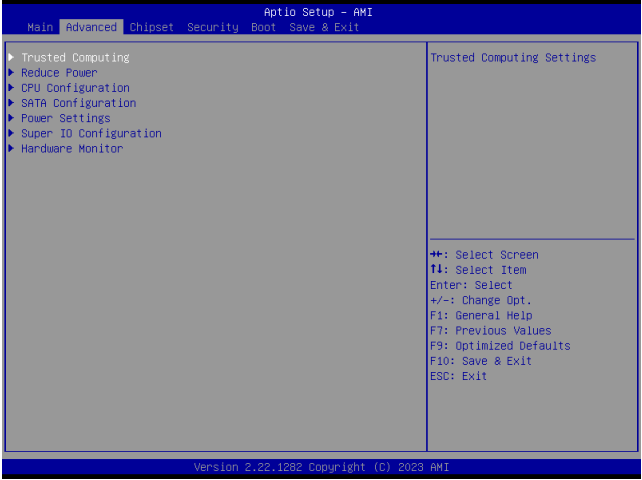 Aptio Setup – AMI
Main Advanced Chipset Security Boot Save & Exit
Trusted Computing
Reduce Power
CPU Configuration
SATA Configuration
Power Settings
Super IO Configuration
Hardware Monitor
Trusted Computing Settings
→←: Select Screen
↑↓: Select Item
Enter: Select
+/-: Change Opt.
F1: General Help
F7: Previous Values
F9: Optimized Defaults
F10: Save & Exit
ESC: Exit
Version 2.22.1282 Copyright (C) 2023 AMI